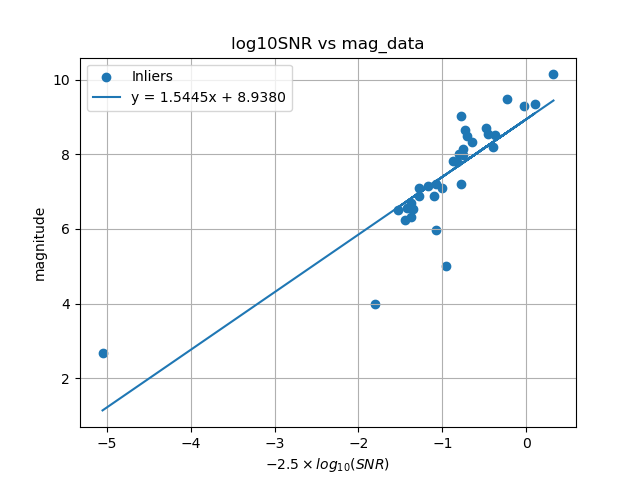 log10SNR vs mag_data
Inliers
y = 1.5445x + 8.9380
magnitude
10
8
6
4
2
−5
−4
−3
−2
−1
0
−2.5 × log₁₀(SNR)